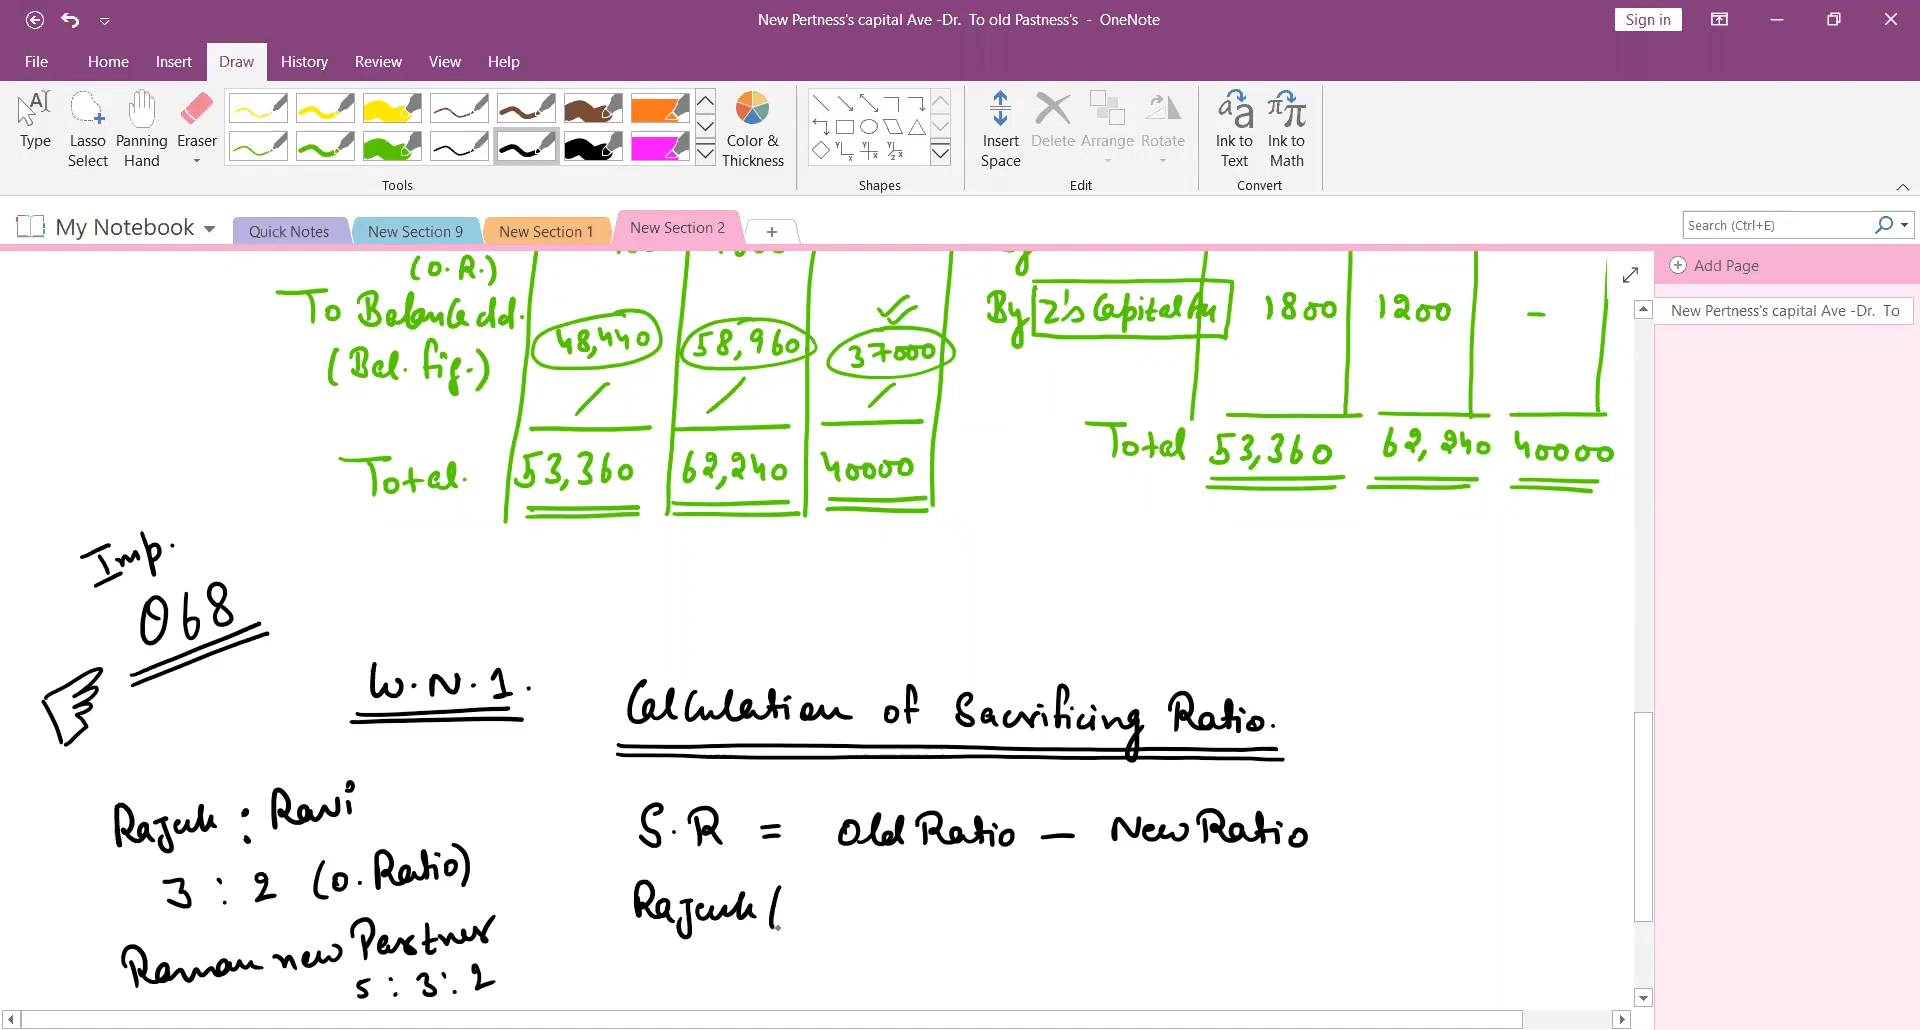 New Pertness's capital Ave -Dr. To old Pastness's - OneNote
Sign in
File Home Insert Draw History Review View Help
Type
Lasso Select
Panning Hand
Eraser
Color & Thickness
Insert Space
Delete
Arrange
Rotate
Ink to Text
Ink to Math
Tools Shapes Edit Convert
My Notebook Quick Notes New Section 9 New Section 1 New Section 2 +
Search (Ctrl+E)
Add Page
New Pertness's capital Ave -Dr. To
(O.R.)
To Balance c/d. 48,440 58,960 37000
(Bal. fig.)
By Z's Capital A/c 1800 1200 -
Total. 53,360 62,240 40000
Total 53,360 62,240 40000
Imp.
Q68
W.N.1.
Calculation of Sacrificing Ratio.
Rajesh : Ravi
3 : 2 (O. Ratio)
Raman new Partner
5 : 3 : 2
S.R = Old Ratio - New Ratio
Rajesh (